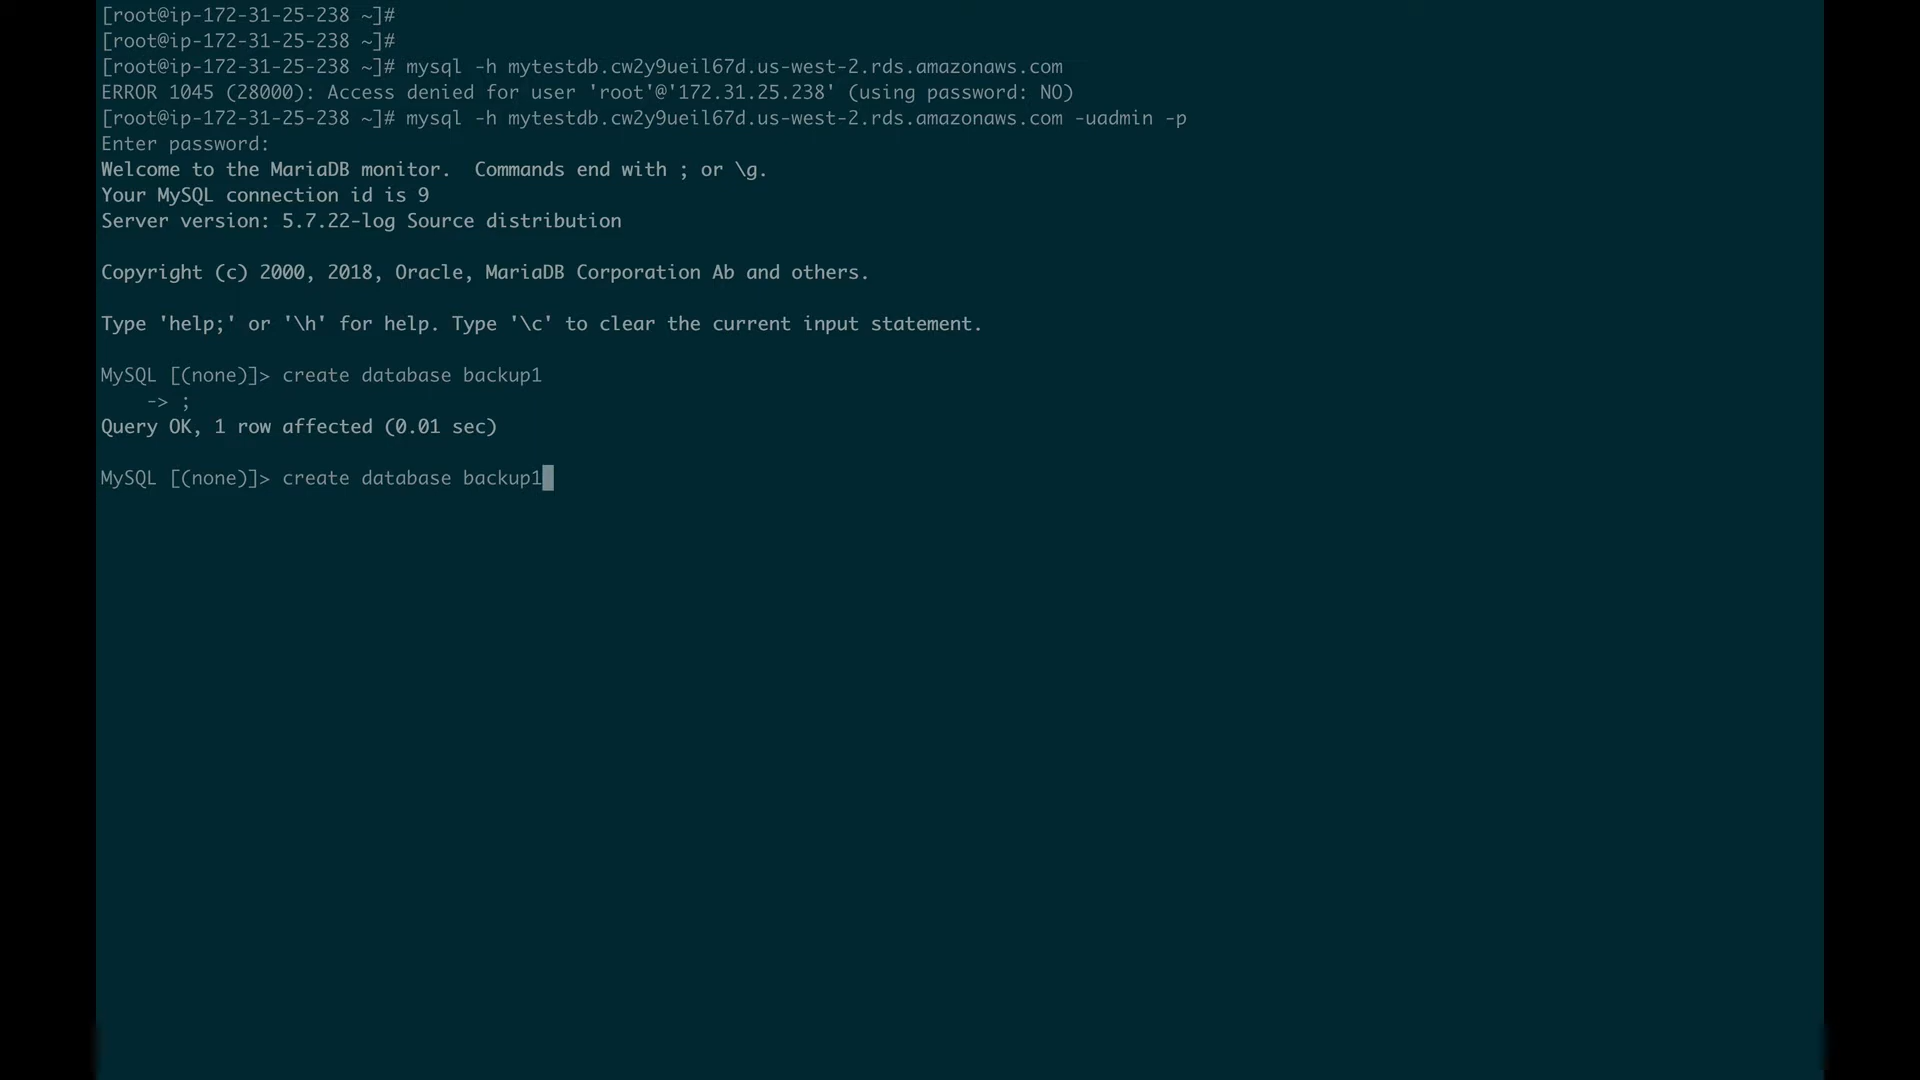 [root@ip-172-31-25-238 ~]#
[root@ip-172-31-25-238 ~]#
[root@ip-172-31-25-238 ~]# mysql -h mytestdb.cw2y9ueil67d.us-west-2.rds.amazonaws.com
ERROR 1045 (28000): Access denied for user 'root'@'172.31.25.238' (using password: NO)
[root@ip-172-31-25-238 ~]# mysql -h mytestdb.cw2y9ueil67d.us-west-2.rds.amazonaws.com -uadmin -p
Enter password:
Welcome to the MariaDB monitor.  Commands end with ; or \g.
Your MySQL connection id is 9
Server version: 5.7.22-log Source distribution
Copyright (c) 2000, 2018, Oracle, MariaDB Corporation Ab and others.
Type 'help;' or '\h' for help. Type '\c' to clear the current input statement.
MySQL [(none)]> create database backup1
    -> ;
Query OK, 1 row affected (0.01 sec)
MySQL [(none)]> create database backup1